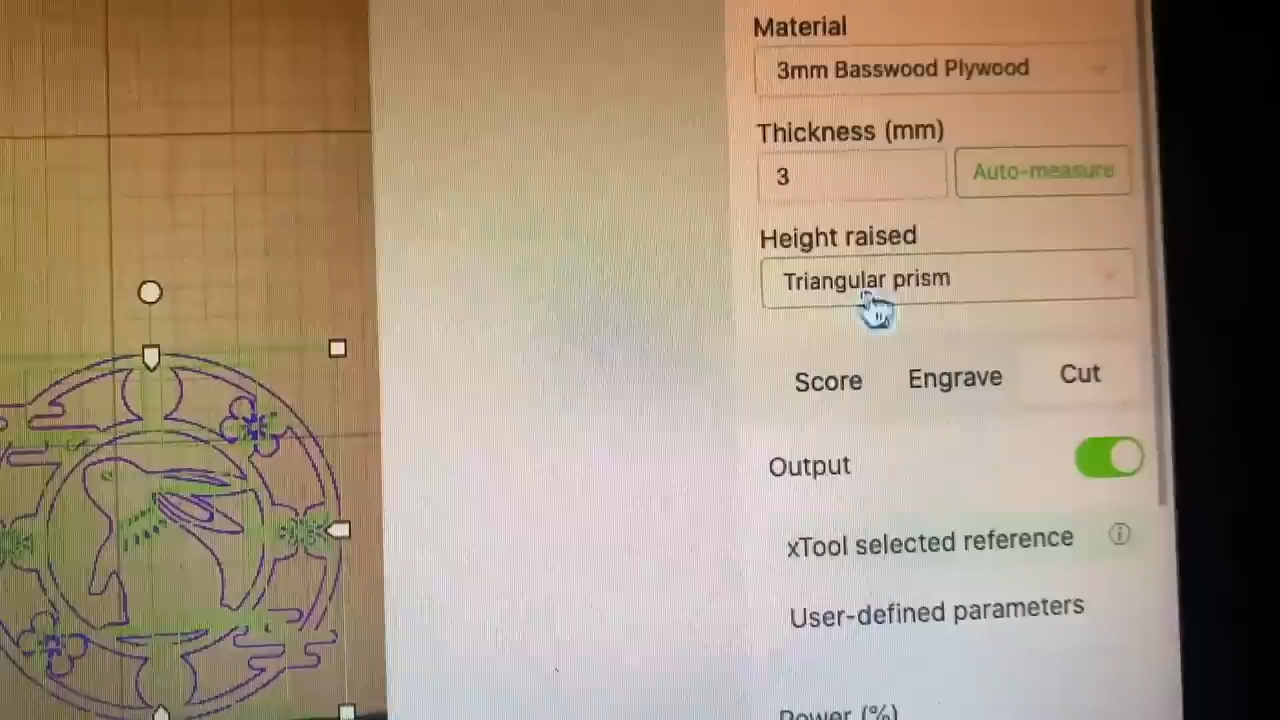 Material
3mm Basswood Plywood
Thickness (mm)
3
Auto-measure
Height raised
Triangular prism
Score
Engrave
Cut
Output
xTool selected reference
User-defined parameters
Power (%)